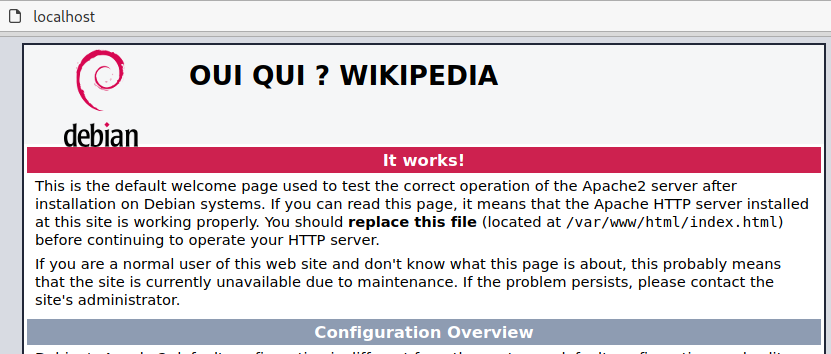 localhost
OUI QUI ? WIKIPEDIA
debian
It works!
This is the default welcome page used to test the correct operation of the Apache2 server after
installation on Debian systems. If you can read this page, it means that the Apache HTTP server installed
at this site is working properly. You should replace this file (located at /var/www/html/index.html)
before continuing to operate your HTTP server.
If you are a normal user of this web site and don't know what this page is about, this probably means
that the site is currently unavailable due to maintenance. If the problem persists, please contact the
site's administrator.
Configuration Overview